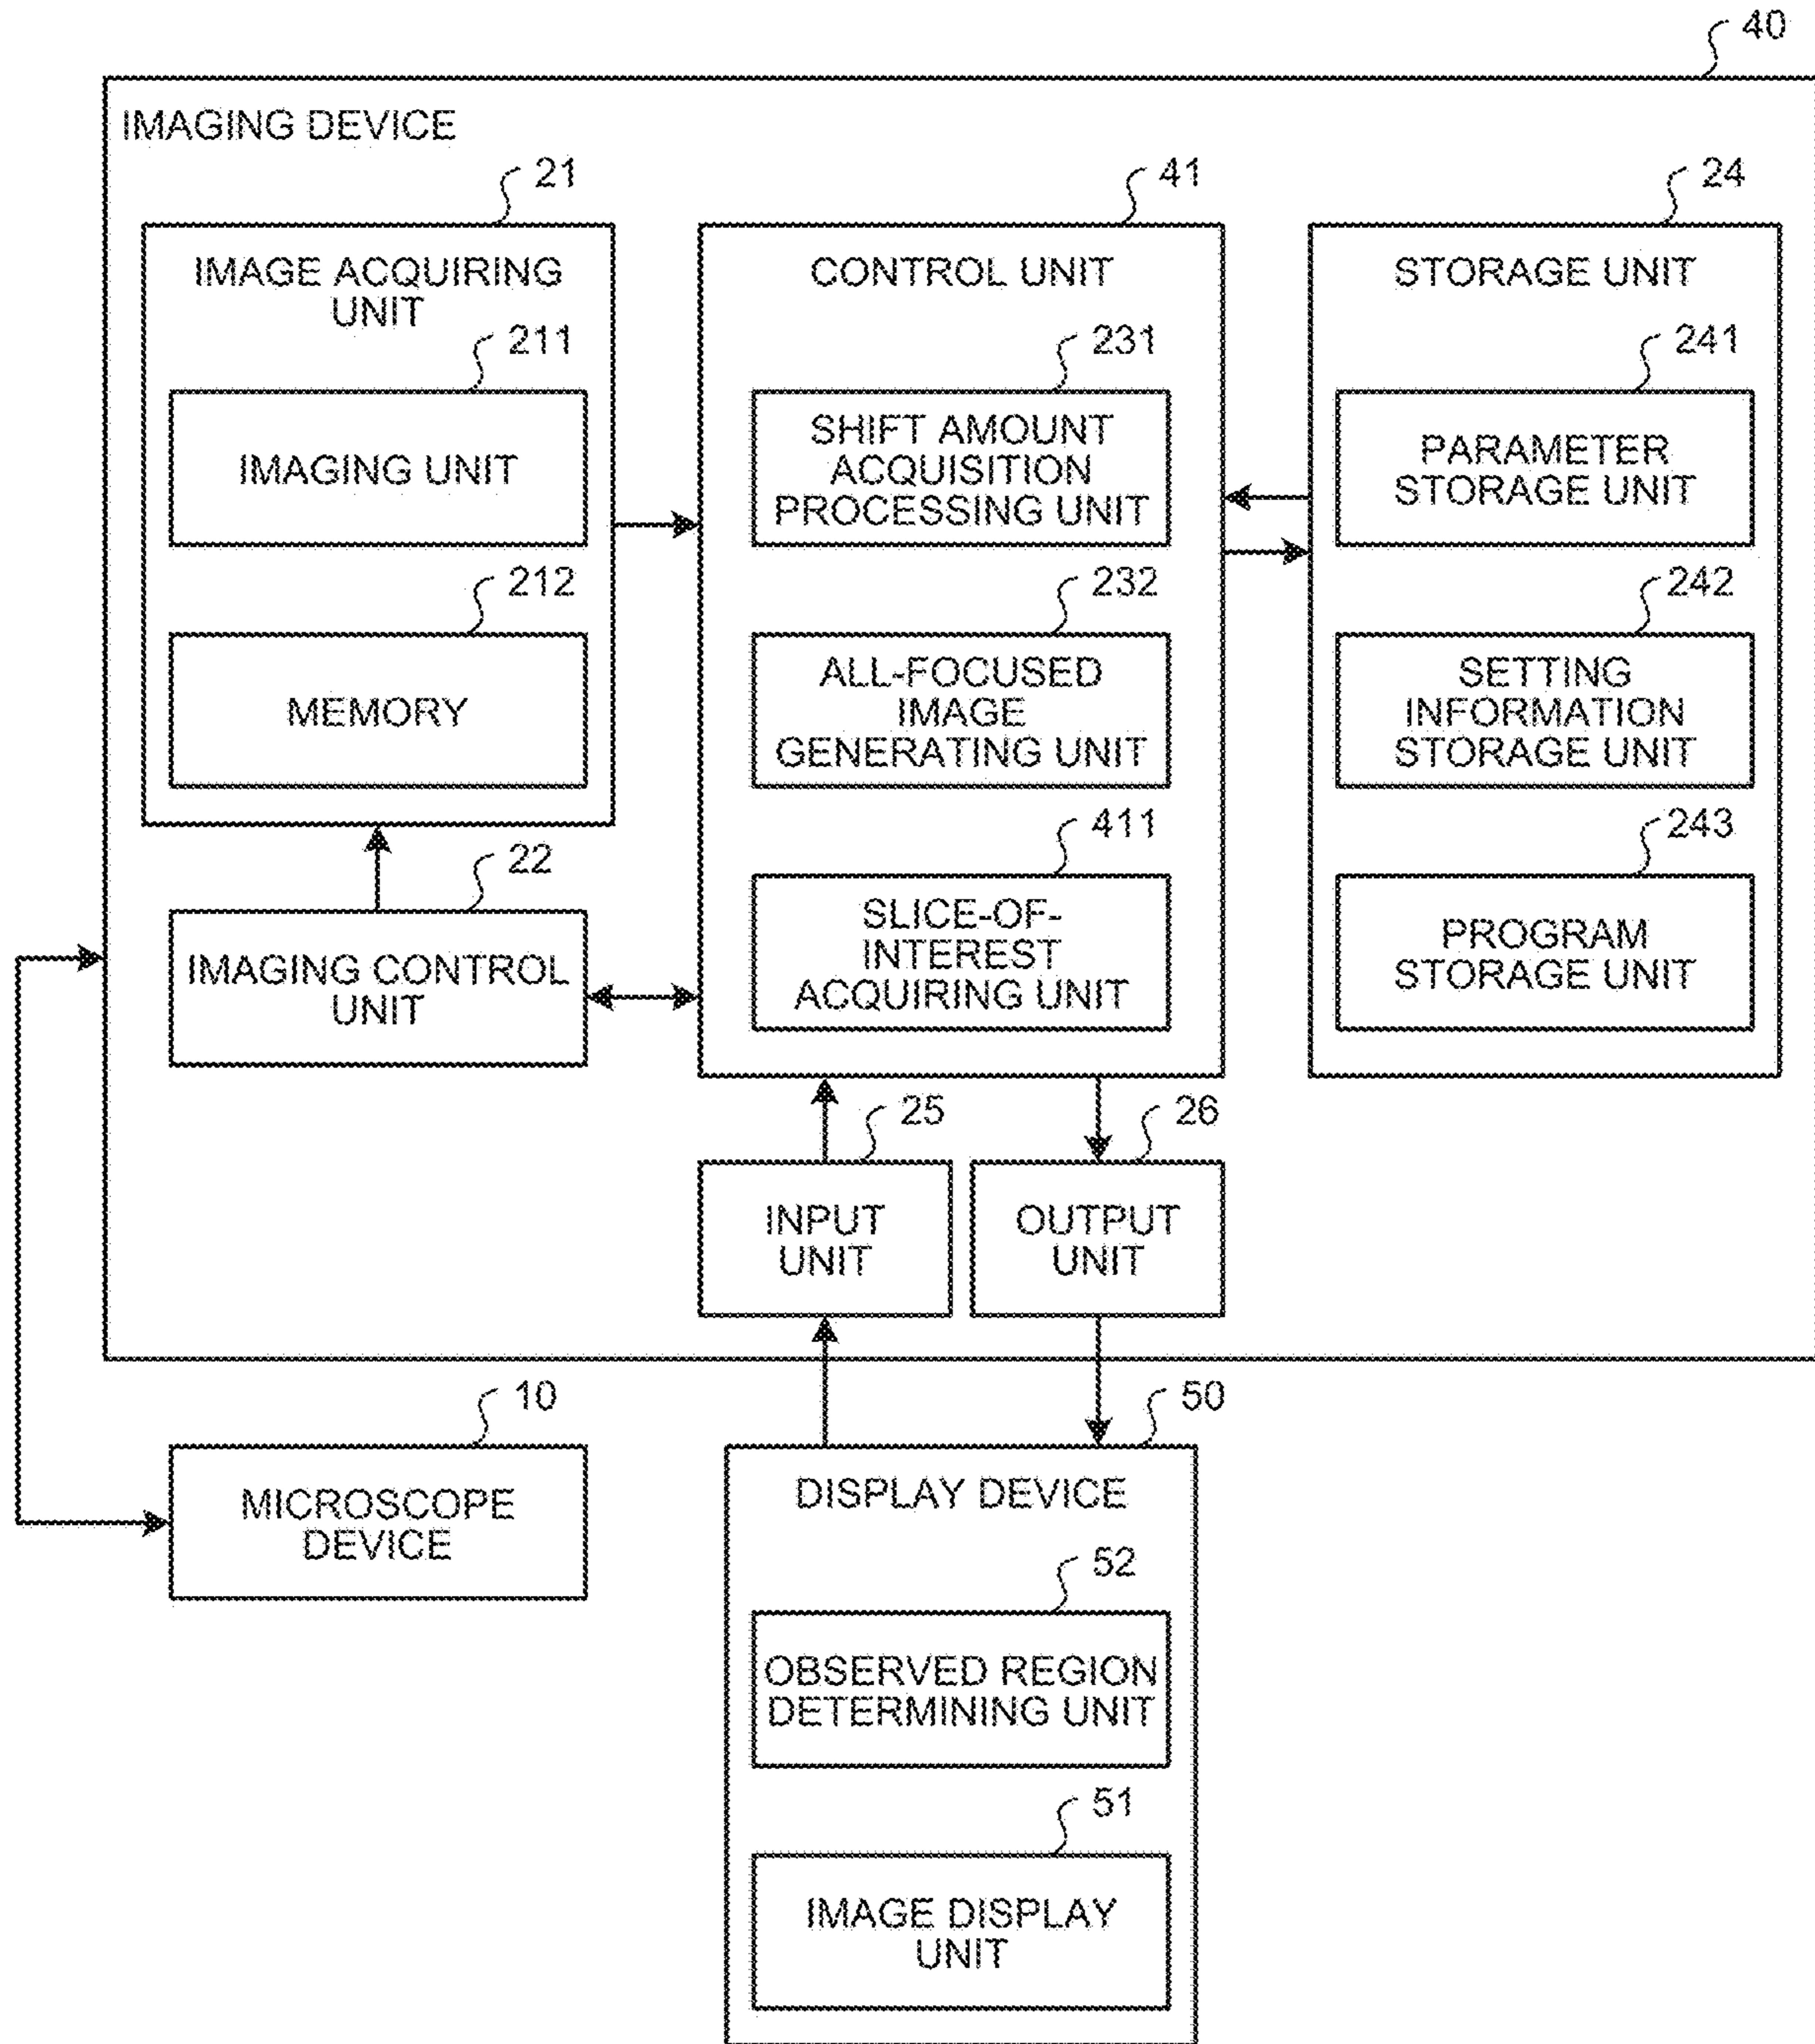 40
IMAGING DEVICE
21
IMAGE ACQUIRING
UNIT
211
IMAGING UNIT
212
MEMORY
22
IMAGING CONTROL
UNIT
41
CONTROL UNIT
231
SHIFT AMOUNT
ACQUISITION
PROCESSING UNIT
232
ALL-FOCUSED
IMAGE
GENERATING UNIT
411
SLICE-OF-
INTEREST
ACQUIRING UNIT
24
STORAGE UNIT
241
PARAMETER
STORAGE UNIT
242
SETTING
INFORMATION
STORAGE UNIT
243
PROGRAM
STORAGE UNIT
25
INPUT
UNIT
26
OUTPUT
UNIT
10
MICROSCOPE
DEVICE
50
DISPLAY DEVICE
52
OBSERVED REGION
DETERMINING UNIT
51
IMAGE DISPLAY
UNIT